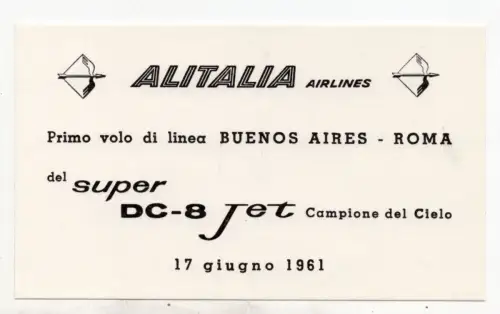 ALITALIA AIRLINES
Primo volo di linea BUENOS AIRES - ROMA
del super
DC-8 Jet Campione del Cielo
17 giugno 1961